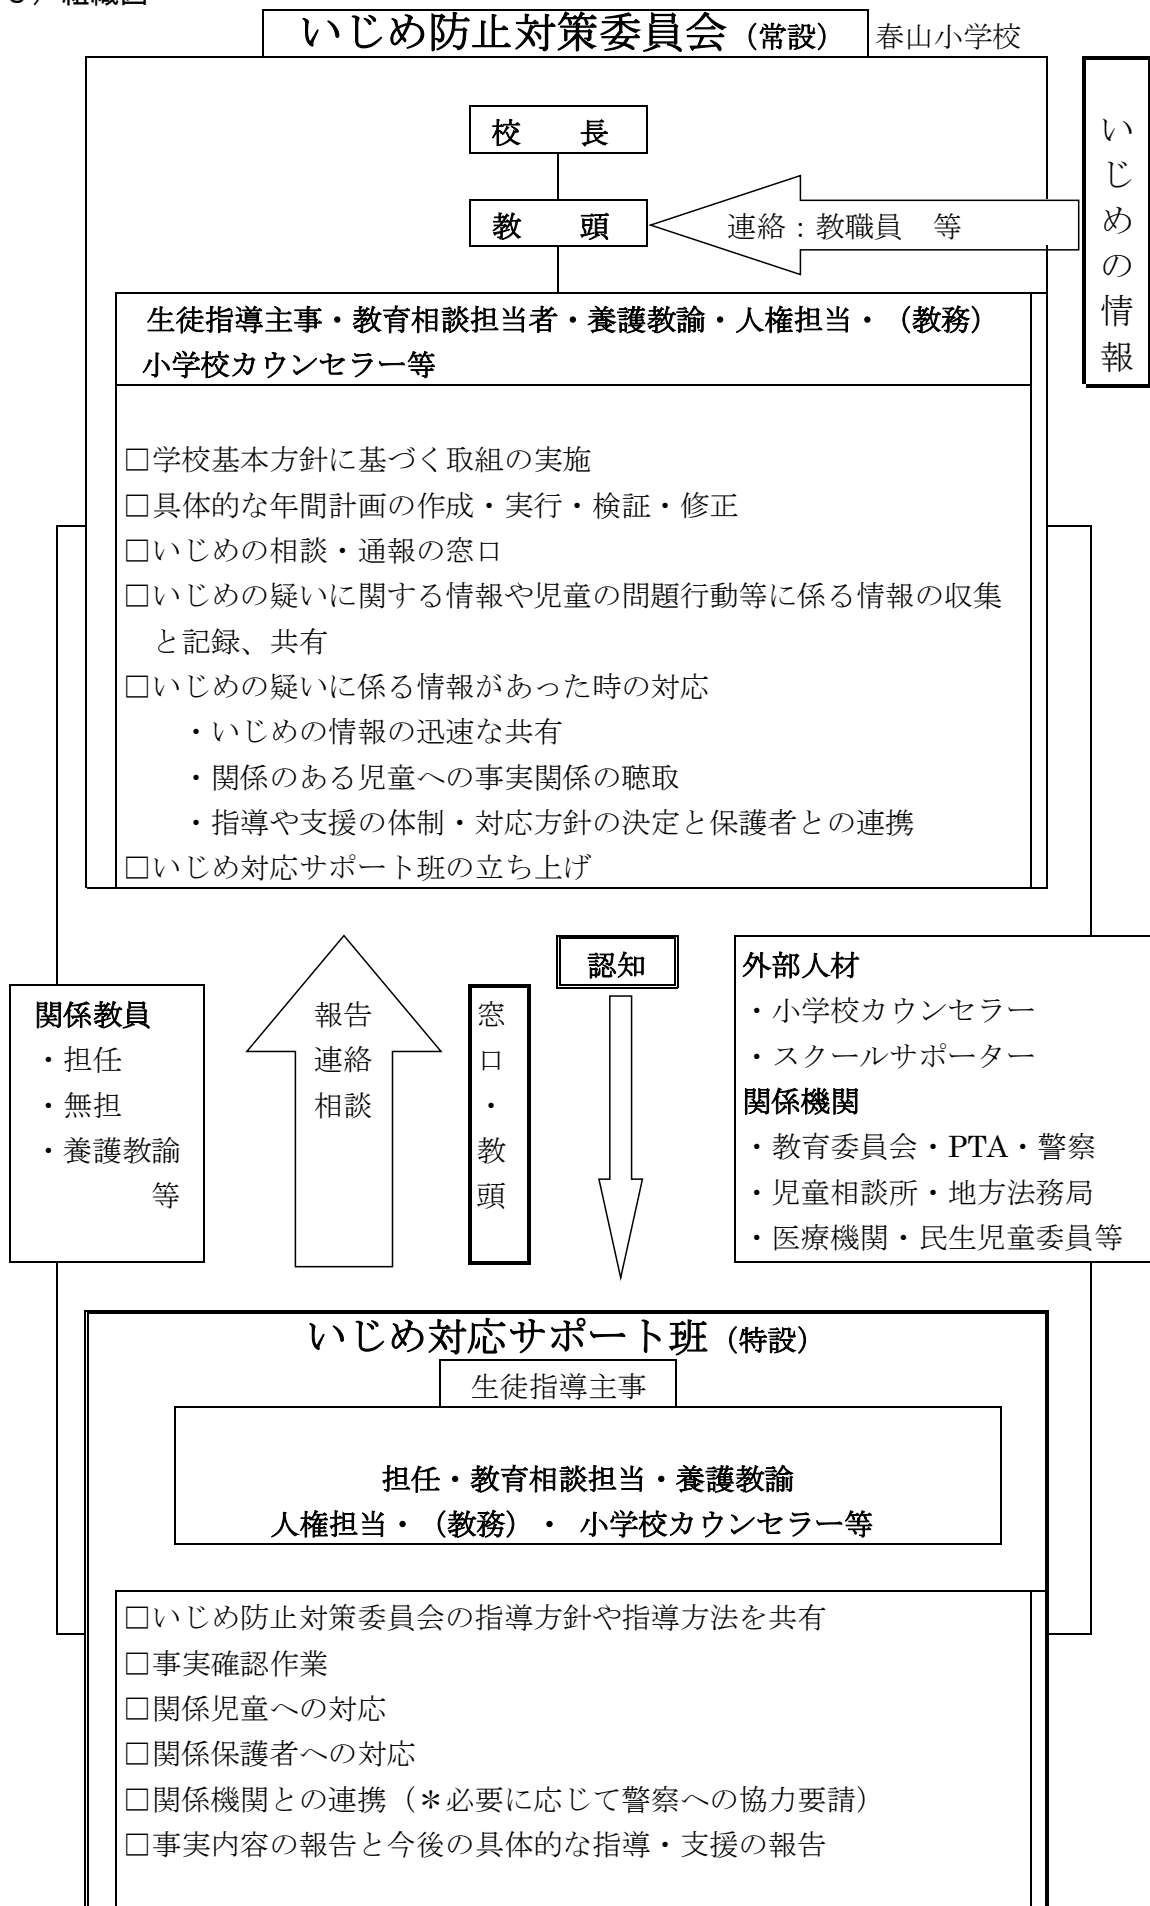 組織図
いじめ防止対策委員会（常設）
春山小学校
いじめの情報
校　長
教　頭
連絡：教職員　等
生徒指導主事・教育相談担当者・養護教諭・人権担当・（教務）
小学校カウンセラー等
□学校基本方針に基づく取組の実施
□具体的な年間計画の作成・実行・検証・修正
□いじめの相談・通報の窓口
□いじめの疑いに関する情報や児童の問題行動等に係る情報の収集
と記録、共有
□いじめの疑いに係る情報があった時の対応
・いじめの情報の迅速な共有
・関係のある児童への事実関係の聴取
・指導や支援の体制・対応方針の決定と保護者との連携
□いじめ対応サポート班の立ち上げ
関係教員
・担任
・無担
・養護教諭
等
報告
連絡
相談
窓口・教頭
認知
外部人材
・小学校カウンセラー
・スクールサポーター
関係機関
・教育委員会・PTA・警察
・児童相談所・地方法務局
・医療機関・民生児童委員等
いじめ対応サポート班（特設）
生徒指導主事
担任・教育相談担当・養護教諭
人権担当・（教務）・ 小学校カウンセラー等
□いじめ防止対策委員会の指導方針や指導方法を共有
□事実確認作業
□関係児童への対応
□関係保護者への対応
□関係機関との連携（＊必要に応じて警察への協力要請）
□事実内容の報告と今後の具体的な指導・支援の報告